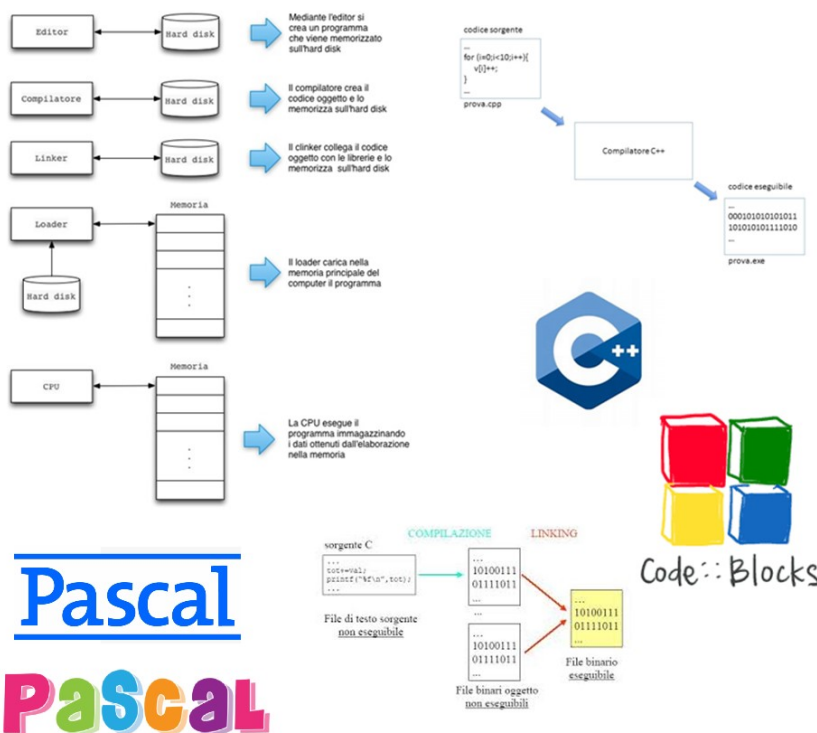 Editor
Hard disk
Mediante l'editor si
crea un programma
che viene memorizzato
sull'hard disk
Compilatore
Hard disk
Il compilatore crea il
codice oggetto e lo
memorizza sull'hard disk
Linker
Hard disk
Il clinker collega il codice
oggetto con le librerie e lo
memorizza sull'hard disk
Loader
Memoria
Hard disk
Il loader carica nella
memoria principale del
computer il programma
CPU
Memoria
La CPU esegue il
programma immagazzinando
i dati ottenuti dall'elaborazione
nella memoria
codice sorgente
...
for (i=0;i<10;i++){
v[i]++;
}
...
prova.cpp
Compilatore C++
codice eseguibile
...
000101010101011
101010101111010
...
prova.exe
C++
Code::Blocks
Pascal
PaSCaL
COMPILAZIONE
LINKING
sorgente C
...
tot+=val;
printf("%f\n",tot);
...
File di testo sorgente
non eseguibile
...
10100111
01111011
...
...
...
10100111
01111011
...
File binari oggetto
non eseguibili
...
10100111
01111011
...
File binario
eseguibile